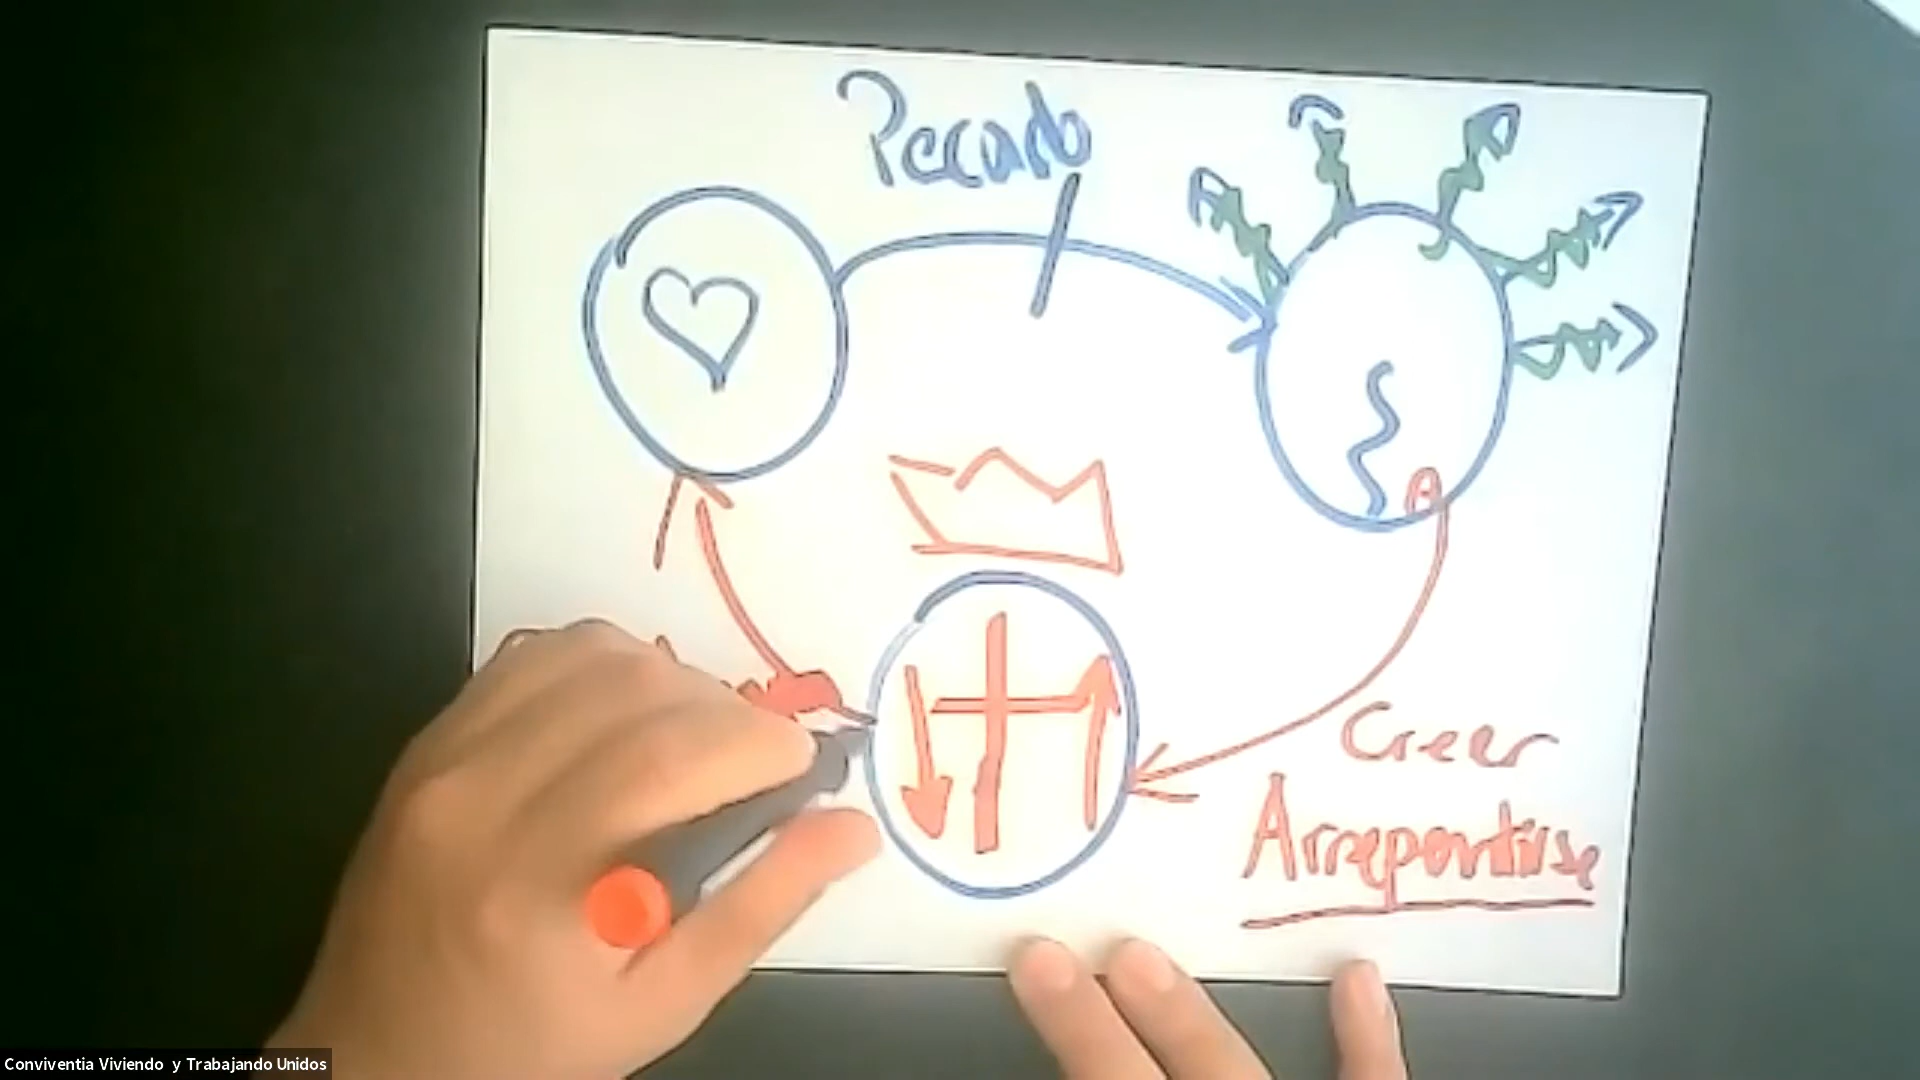 Pecado
Creer
Arrepentirse
Conviventia Viviendo y Trabajando Unidos